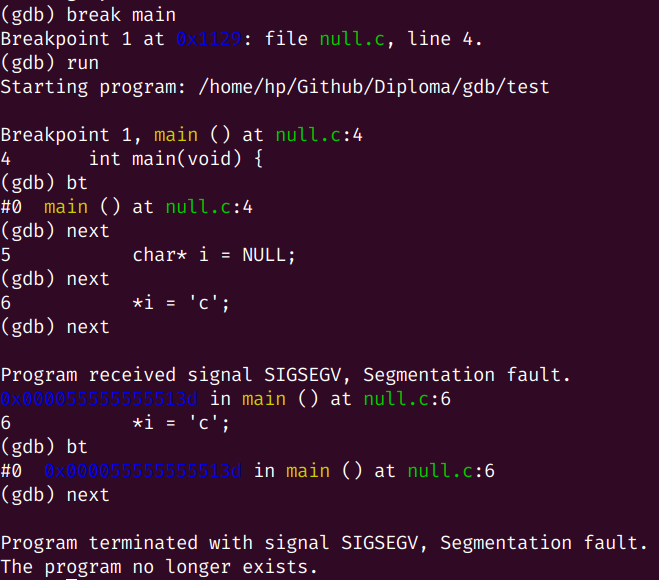 (gdb) break main
Breakpoint 1 at 0x1129: file null.c, line 4.
(gdb) run
Starting program: /home/hp/Github/Diploma/gdb/test

Breakpoint 1, main () at null.c:4
4       int main(void) {
(gdb) bt
#0  main () at null.c:4
(gdb) next
5           char* i = NULL;
(gdb) next
6           *i = 'c';
(gdb) next

Program received signal SIGSEGV, Segmentation fault.
0x000055555555513d in main () at null.c:6
6           *i = 'c';
(gdb) bt
#0  0x000055555555513d in main () at null.c:6
(gdb) next

Program terminated with signal SIGSEGV, Segmentation fault.
The program no longer exists.